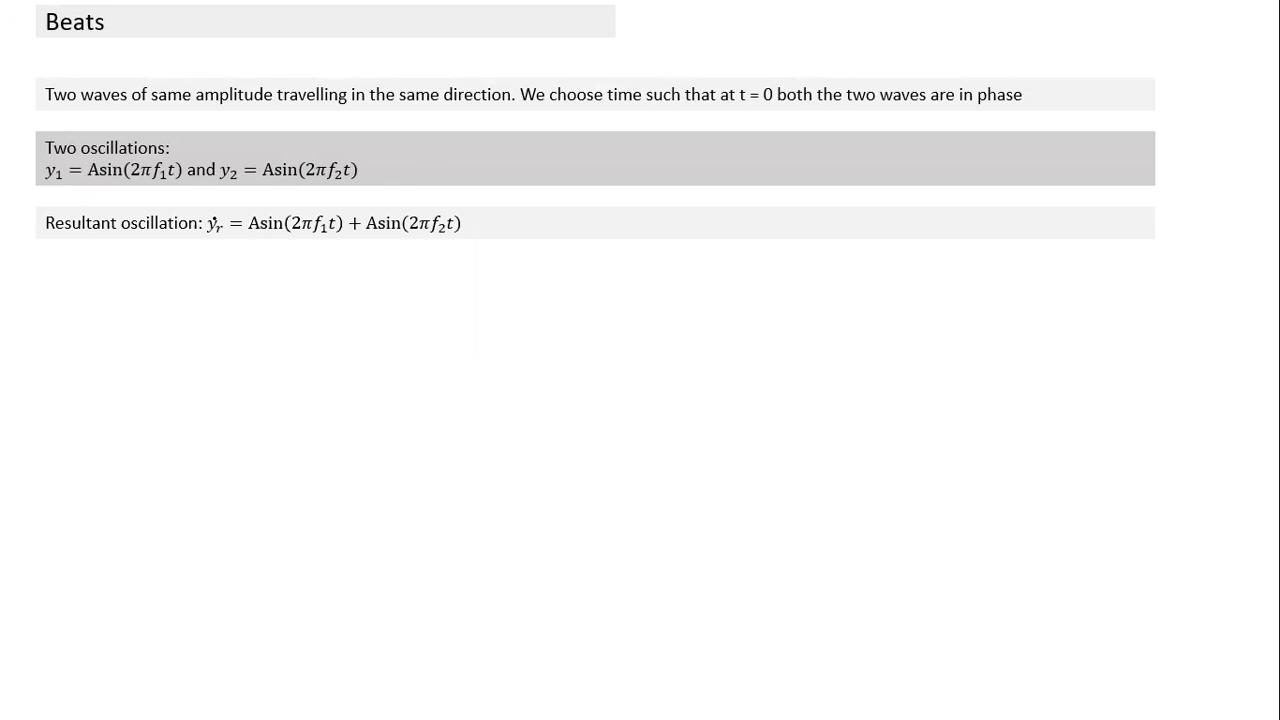 Beats
Two waves of same amplitude travelling in the same direction. We choose time such that at t = 0 both the two waves are in phase
Two oscillations:
y₁ = Asin(2πf₁t) and y₂ = Asin(2πf₂t)
Resultant oscillation: yᵣ = Asin(2πf₁t) + Asin(2πf₂t)